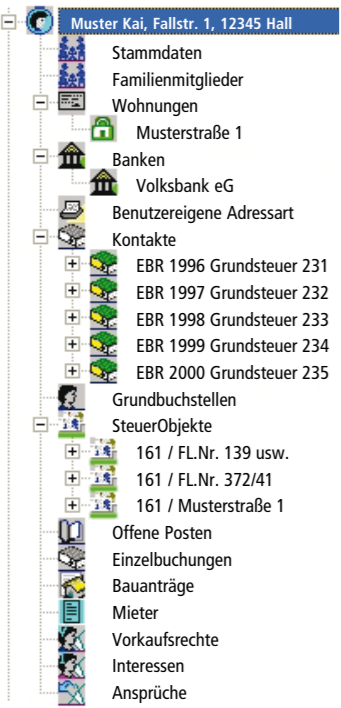 Muster Kai, Fallstr. 1, 12345 Hall
Stammdaten
Familienmitglieder
Wohnungen
Musterstraße 1
Banken
Volksbank eG
Benutzereigene Adressart
Kontakte
EBR 1996 Grundsteuer 231
EBR 1997 Grundsteuer 232
EBR 1998 Grundsteuer 233
EBR 1999 Grundsteuer 234
EBR 2000 Grundsteuer 235
Grundbuchstellen
SteuerObjekte
161 / FL.Nr. 139 usw.
161 / FL.Nr. 372/41
161 / Musterstraße 1
Offene Posten
Einzelbuchungen
Bauanträge
Mieter
Vorkaufsrechte
Interessen
Ansprüche